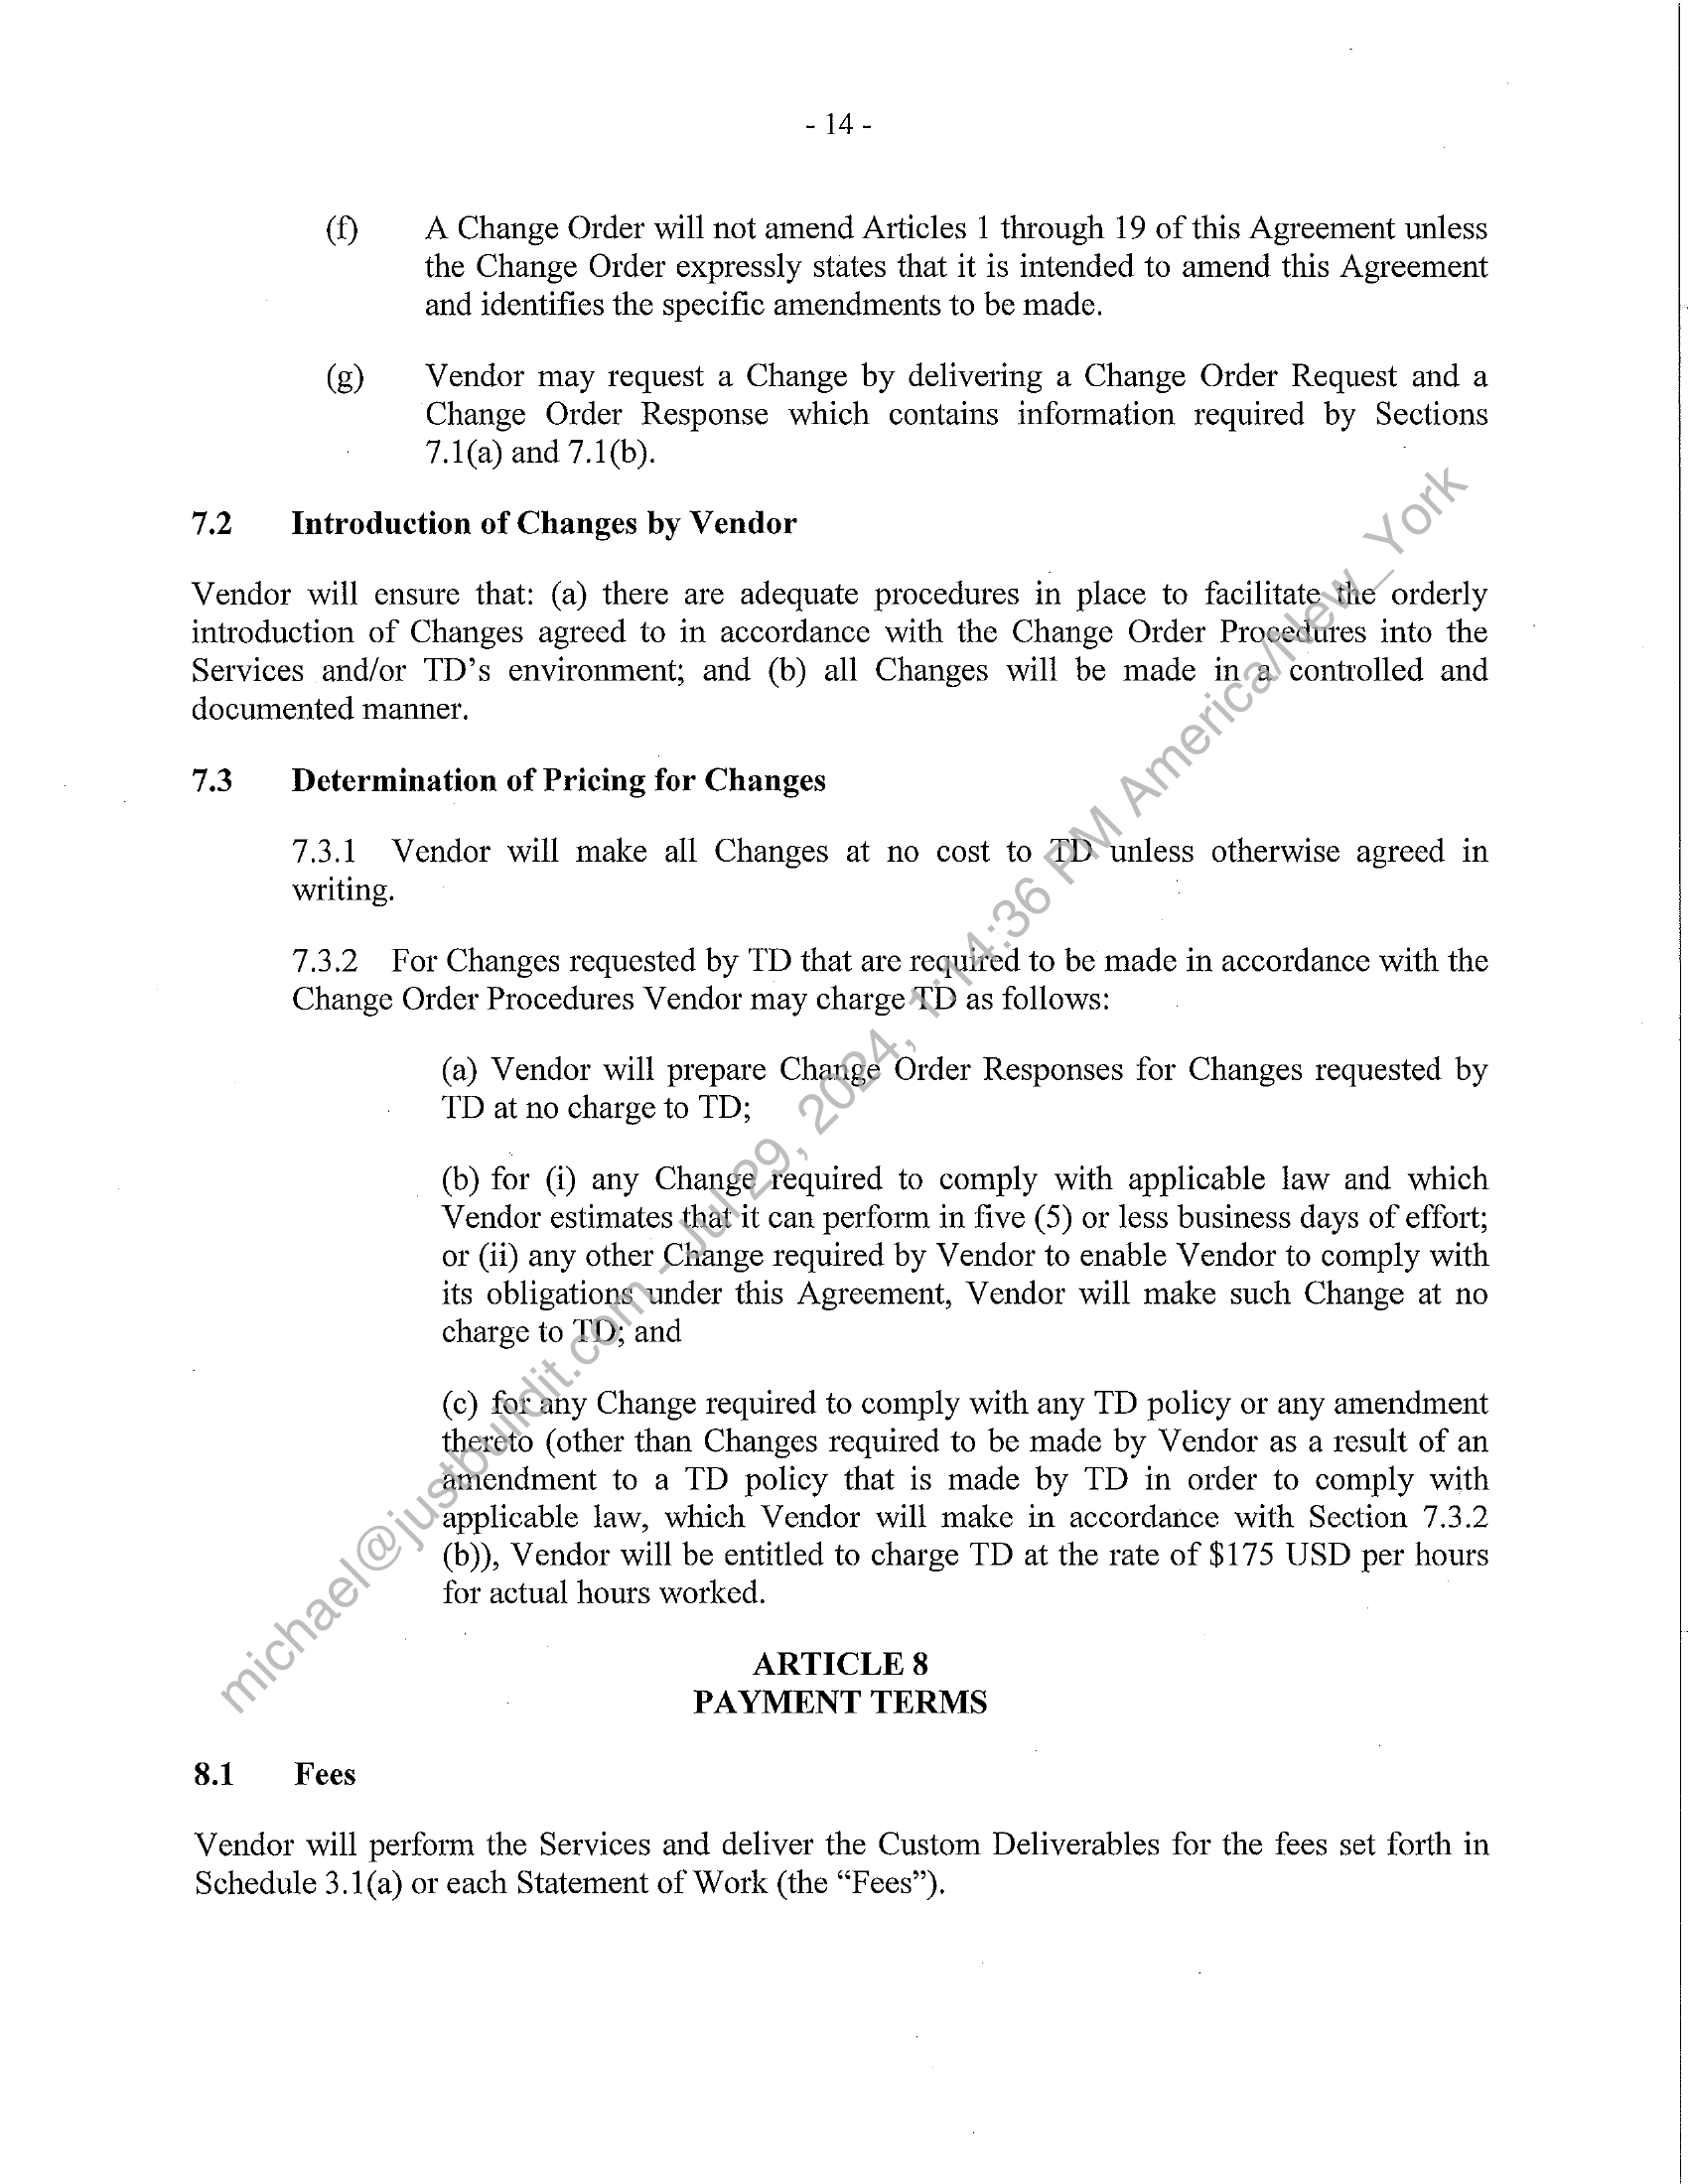 - 14 -
(f) A Change Order will not amend Articles 1 through 19 of this Agreement unless
the Change Order expressly states that it is intended to amend this Agreement
and identifies the specific amendments to be made.
(g) Vendor may request a Change by delivering a Change Order Request and a
Change Order Response which contains information required by Sections
7.1(a) and 7.1(b).
7.2 Introduction of Changes by Vendor
Vendor will ensure that: (a) there are adequate procedures in place to facilitate the orderly
introduction of Changes agreed to in accordance with the Change Order Procedures into the
Services and/or TD’s environment; and (b) all Changes will be made in a controlled and
documented manner.
7.3 Determination of Pricing for Changes
7.3.1 Vendor will make all Changes at no cost to TD unless otherwise agreed in
writing.
7.3.2 For Changes requested by TD that are required to be made in accordance with the
Change Order Procedures Vendor may charge TD as follows:
(a) Vendor will prepare Change Order Responses for Changes requested by
TD at no charge to TD;
(b) for (i) any Change required to comply with applicable law and which
Vendor estimates that it can perform in five (5) or less business days of effort;
or (ii) any other Change required by Vendor to enable Vendor to comply with
its obligations under this Agreement, Vendor will make such Change at no
charge to TD; and
(c) for any Change required to comply with any TD policy or any amendment
thereto (other than Changes required to be made by Vendor as a result of an
amendment to a TD policy that is made by TD in order to comply with
applicable law, which Vendor will make in accordance with Section 7.3.2
(b)), Vendor will be entitled to charge TD at the rate of $175 USD per hours
for actual hours worked.
ARTICLE 8
PAYMENT TERMS
8.1 Fees
Vendor will perform the Services and deliver the Custom Deliverables for the fees set forth in
Schedule 3.1(a) or each Statement of Work (the “Fees”).
michael@justbuildit.com - Jul 29, 2024, 1:14:36 PM America/New_York